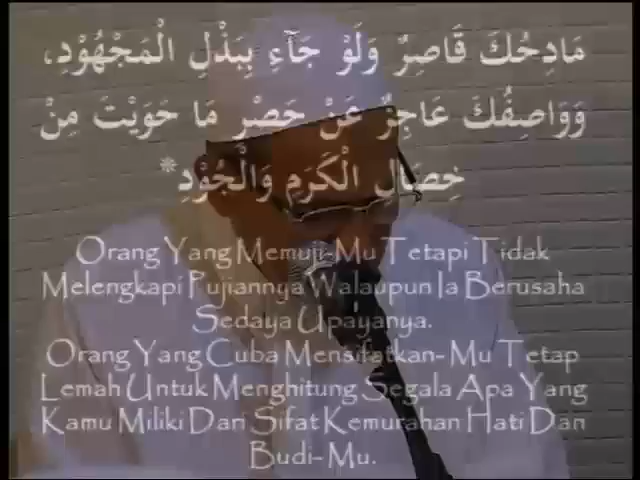 مَادِحُكَ قَاصِرٌ وَلَوْ جَآءِ بِبَذْلِ الْمَجْهُوْدِ،
وَوَاصِفُكَ عَاجِزٌ عَنْ حَصْرِ مَا حَوَيْتَ مِنْ
خِصَالِ الْكَرَمِ وَالْجُوْدِ*
Orang Yang Memuji-Mu Tetapi Tidak
Melengkapi Pujiannya Walaupun Ia Berusaha
Sedaya Upayanya.
Orang Yang Cuba Mensifatkan-Mu Tetap
Lemah Untuk Menghitung Segala Apa Yang
Kamu Miliki Dari Sifat Kemurahan Hati Dan
Budi-Mu.